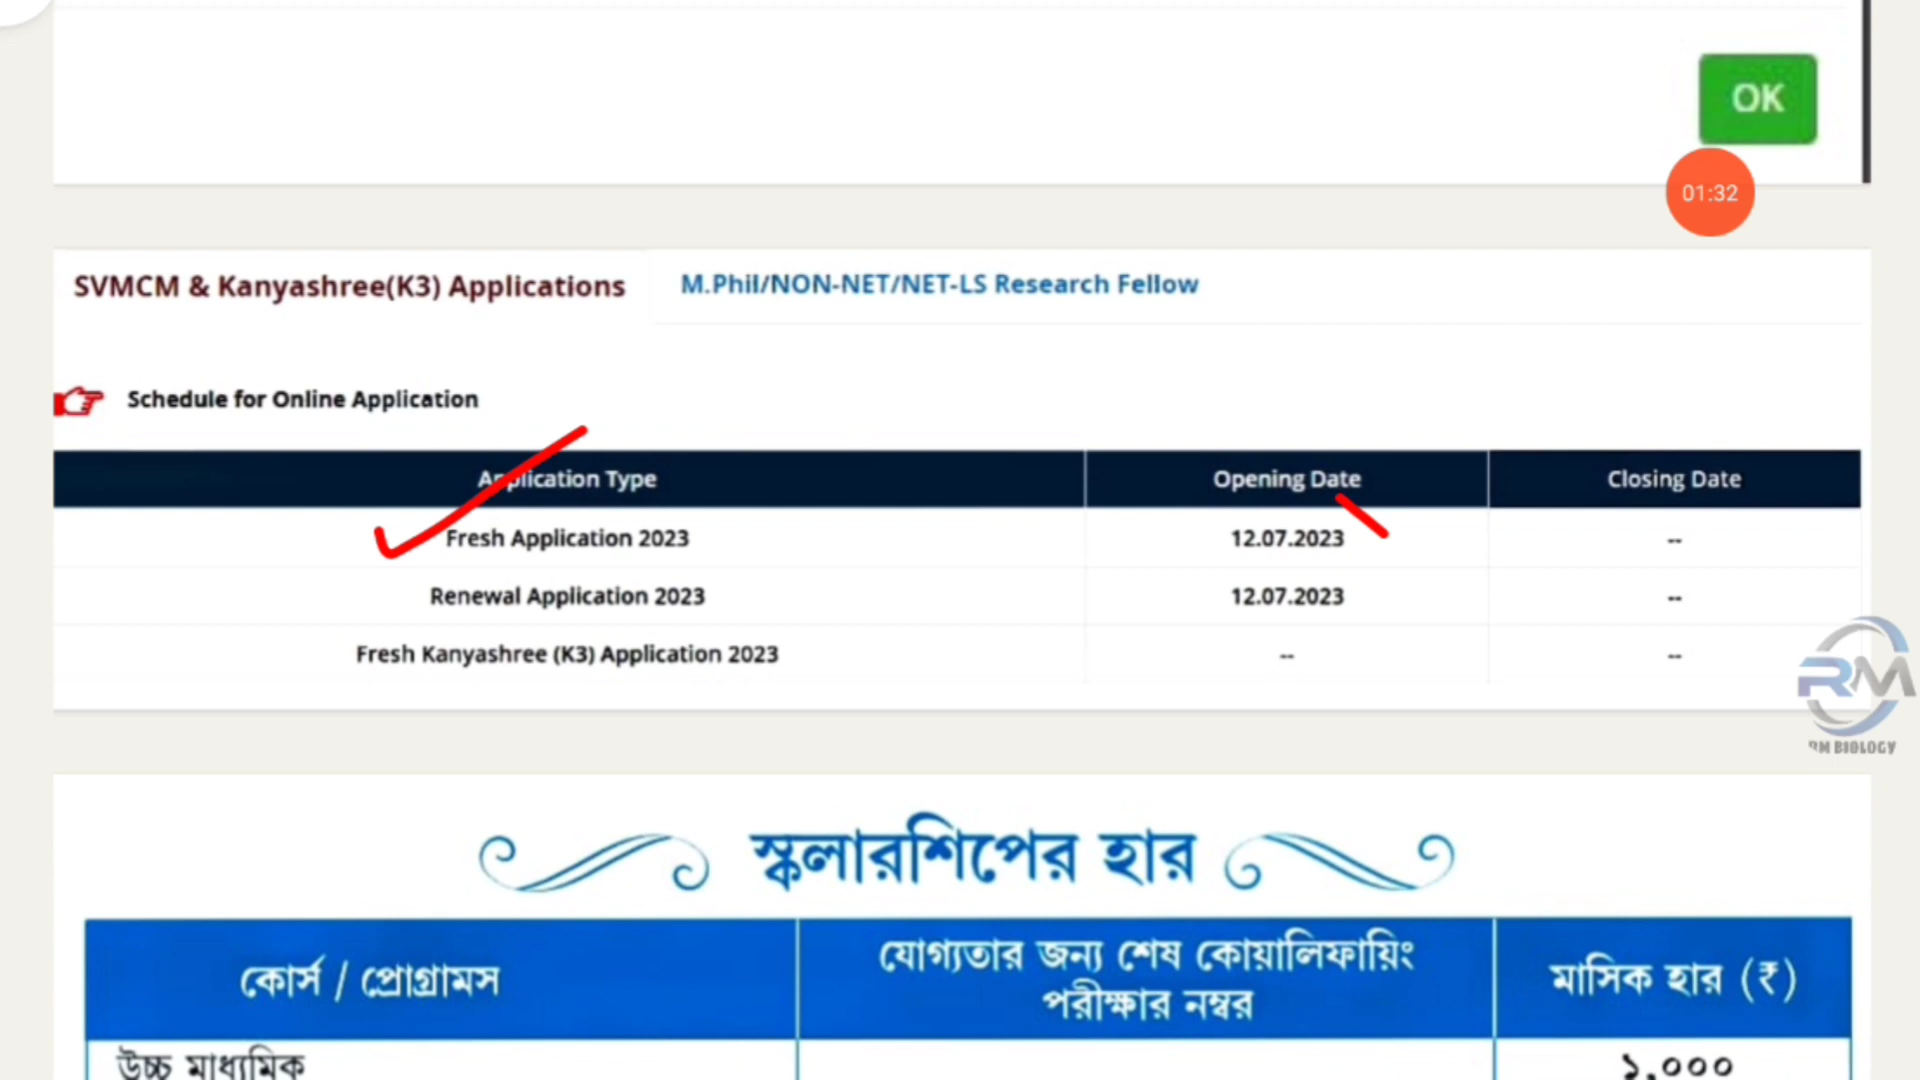 OK
01:32
SVMCM & Kanyashree(K3) Applications M.Phil/NON-NET/NET-LS Research Fellow
Schedule for Online Application
Application Type Opening Date Closing Date
Fresh Application 2023 12.07.2023 --
Renewal Application 2023 12.07.2023 --
Fresh Kanyashree (K3) Application 2023 -- --
RM
RM BIOLOGY
স্কলারশিপের হার
কোর্স / প্রোগ্রামস যোগ্যতার জন্য শেষ কোয়ালিফায়িং পরীক্ষার নম্বর মাসিক হার (₹)
উচ্চ মাধ্যমিক ১,০০০